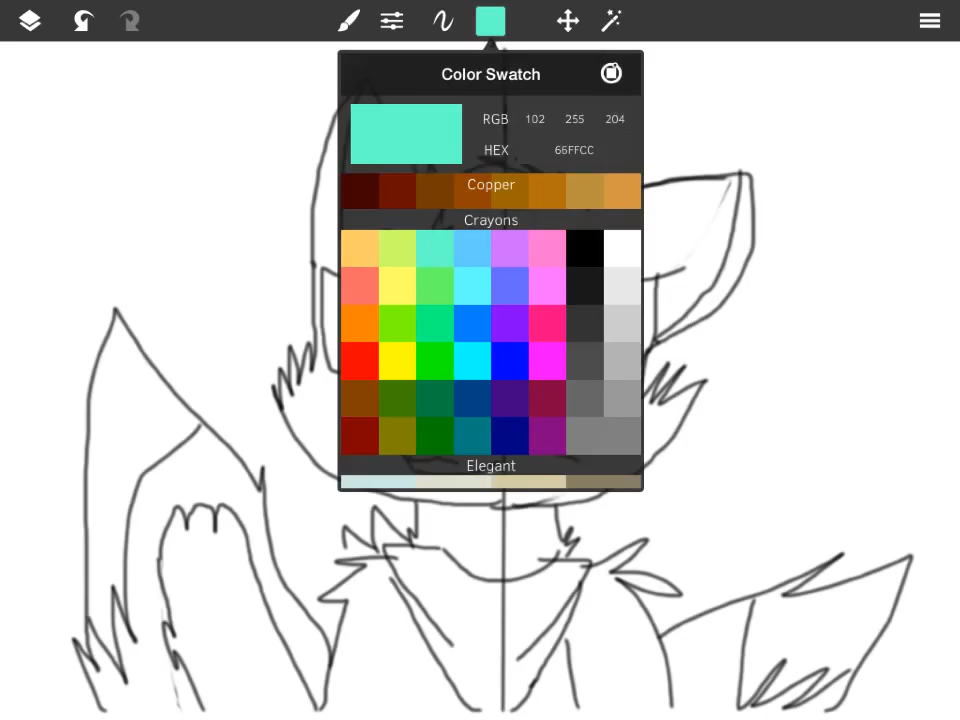 Color Swatch
RGB 102 255 204
HEX 66FFCC
Copper
Crayons
Elegant